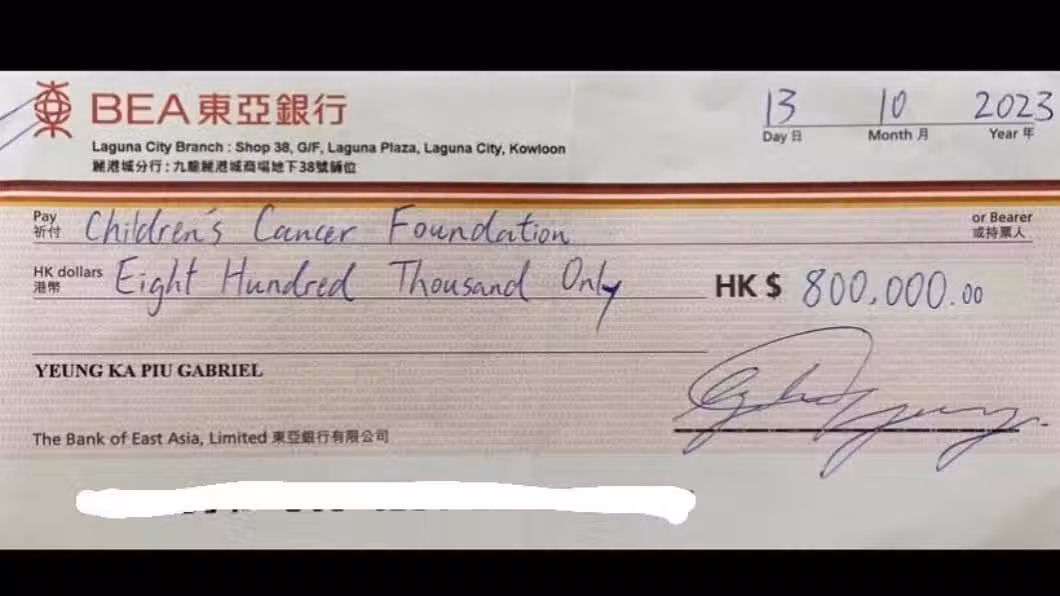 BEA東亞銀行
Laguna City Branch : Shop 38, G/F, Laguna Plaza, Laguna City, Kowloon
麗港城分行 : 九龍麗港城商場地下38號舖位
13 10 2023
Day 日 Month 月 Year 年
Pay Children's Cancer Foundation or Bearer
祈付 或持票人
HK dollars Eight Hundred Thousand Only HK $ 800,000.00
港幣
YEUNG KA PIU GABRIEL
The Bank of East Asia, Limited 東亞銀行有限公司